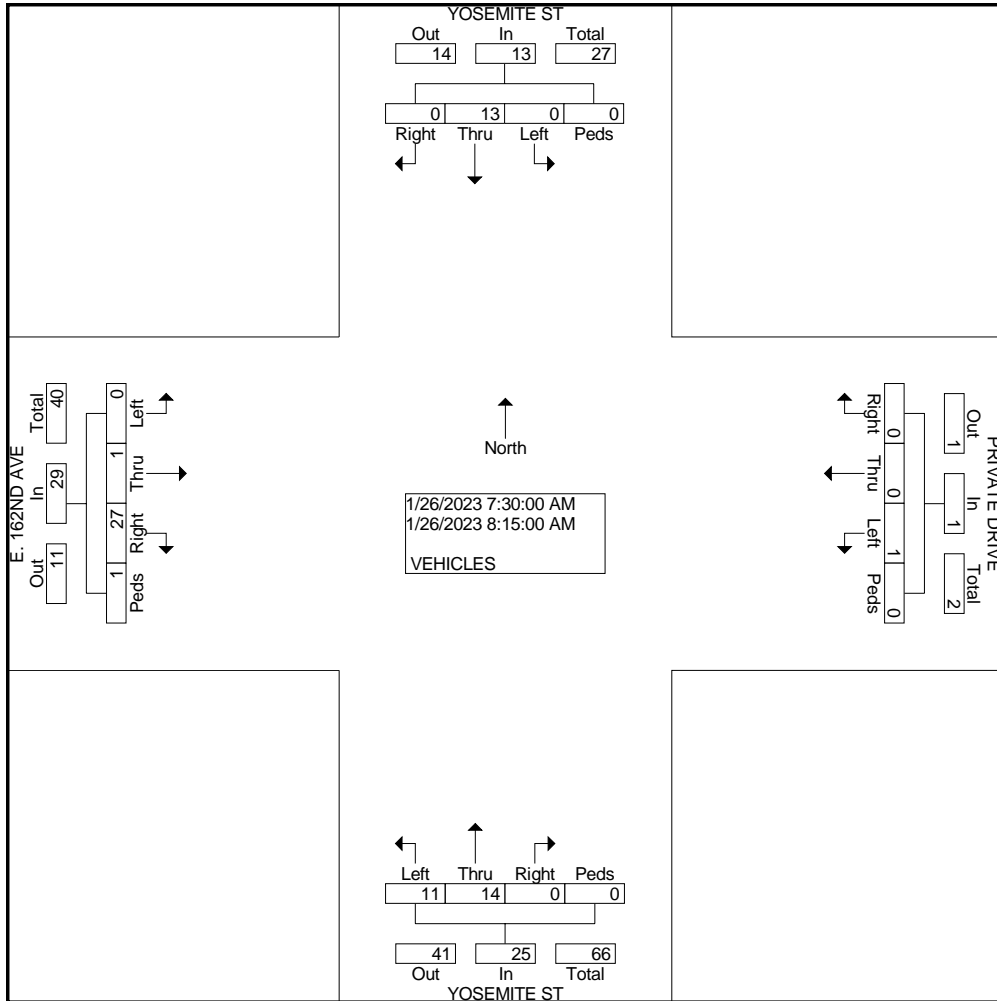 YOSEMITE ST
Out In Total
14 13 27
0 13 0 0
Right Thru Left Peds
E. 162ND AVE
Total In Out
40 29 11
0 1 27 1
Left Thru Right Peds
North
1/26/2023 7:30:00 AM
1/26/2023 8:15:00 AM
VEHICLES
Right Thru Left Peds
0 0 1 0
Out In Total
1 1 2
PRIVATE DRIVE
Left Thru Right Peds
11 14 0 0
41 25 66
Out In Total
YOSEMITE ST